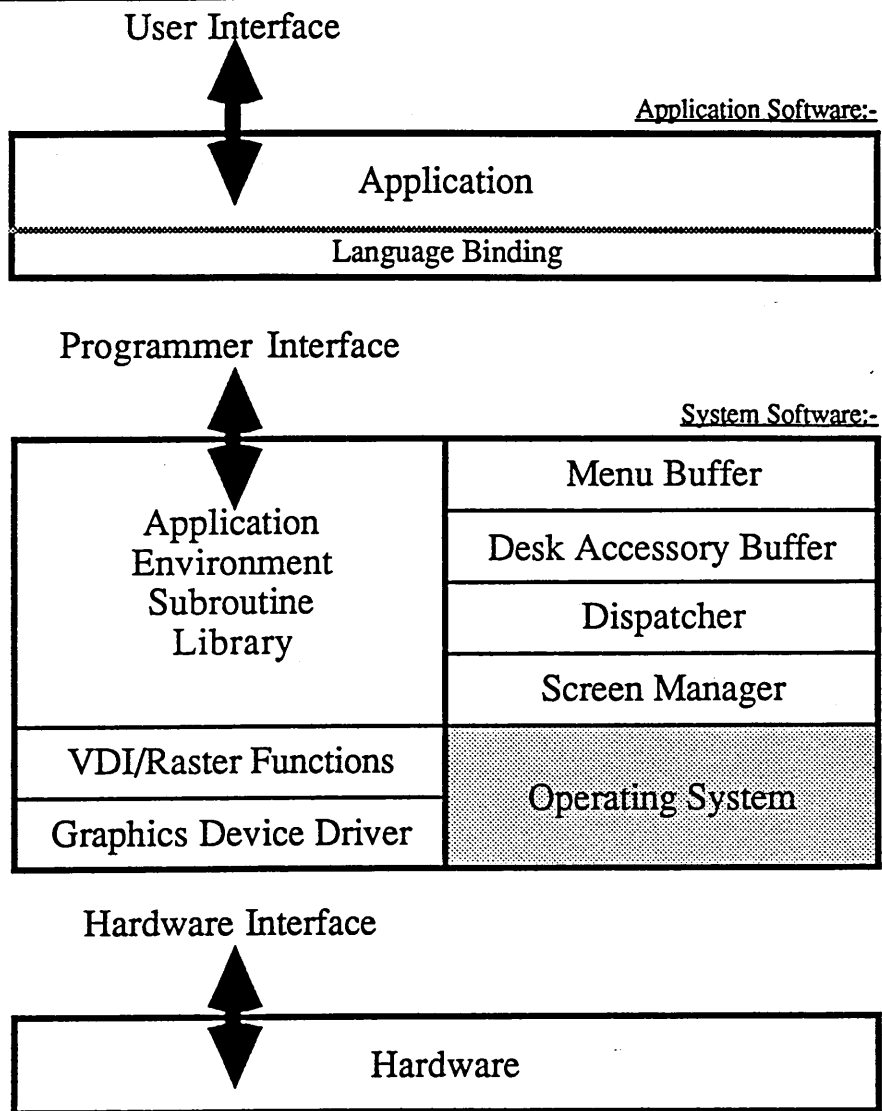 User Interface
Application Software:-
Application
Language Binding
Programmer Interface
System Software:-
Application
Environment
Subroutine
Library
Menu Buffer
Desk Accessory Buffer
Dispatcher
Screen Manager
VDI/Raster Functions
Graphics Device Driver
Operating System
Hardware Interface
Hardware